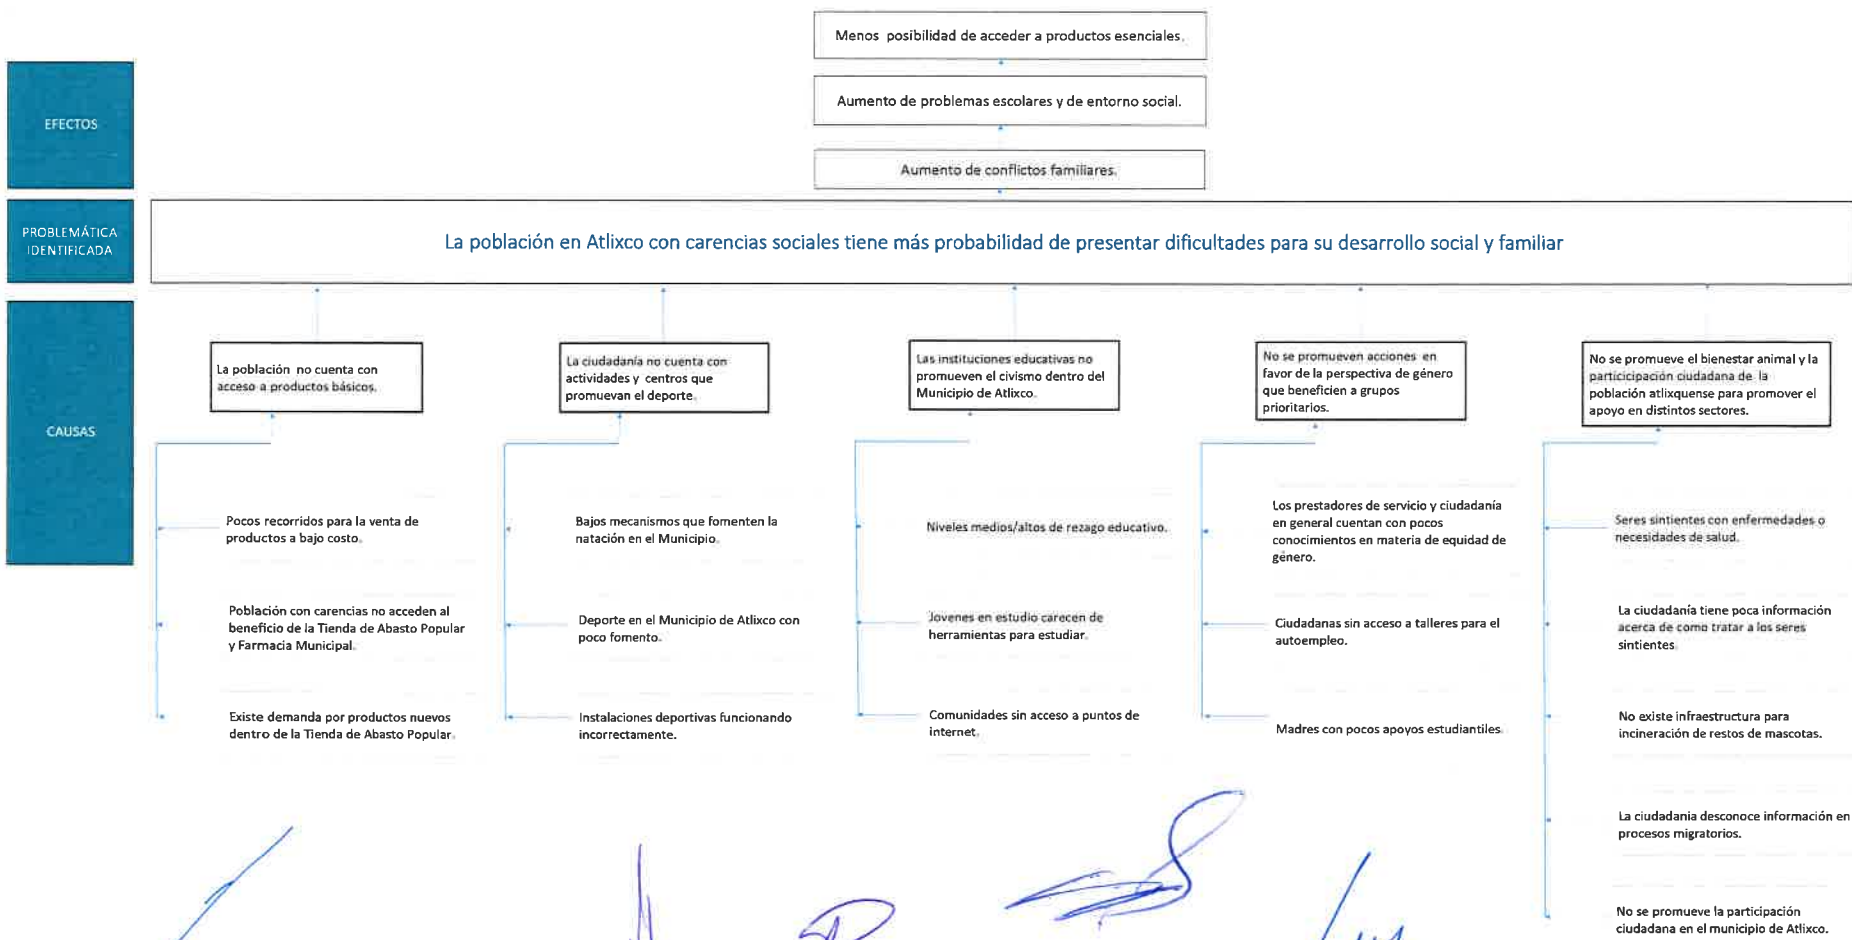 Menos posibilidad de acceder a productos esenciales.
EFECTOS
Aumento de problemas escolares y de entorno social.
Aumento de conflictos familiares.
PROBLEMÁTICA
IDENTIFICADA
La población en Atlixco con carencias sociales tiene más probabilidad de presentar dificultades para su desarrollo social y familiar
CAUSAS
La población no cuenta con
acceso a productos básicos.
Pocos recorridos para la venta de
productos a bajo costo.
Población con carencias no acceden al
beneficio de la Tienda de Abasto Popular
y Farmacia Municipal.
Existe demanda por productos nuevos
dentro de la Tienda de Abasto Popular.
La ciudadanía no cuenta con
actividades y centros que
promuevan el deporte.
Bajos mecanismos que fomenten la
natación en el Municipio.
Deporte en el Municipio de Atlixco con
poco fomento.
Instalaciones deportivas funcionando
incorrectamente.
Las instituciones educativas no
promueven el civismo dentro del
Municipio de Atlixco.
Niveles medios/altos de rezago educativo.
Jovenes en estudio carecen de
herramientas para estudiar.
Comunidades sin acceso a puntos de
internet.
No se promueven acciones en
favor de la perspectiva de género
que beneficien a grupos
prioritarios.
Los prestadores de servicio y ciudadanía
en general cuentan con pocos
conocimientos en materia de equidad de
género.
Ciudadanas sin acceso a talleres para el
autoempleo.
Madres con pocos apoyos estudiantiles.
No se promueve el bienestar animal y la
particicipación ciudadana de la
población atlixquense para promover el
apoyo en distintos sectores.
Seres sintientes con enfermedades o
necesidades de salud.
La ciudadanía tiene poca información
acerca de como tratar a los seres
sintientes.
No existe infraestructura para
incineración de restos de mascotas.
La ciudadania desconoce información en
procesos migratorios.
No se promueve la participación
ciudadana en el municipio de Atlixco.